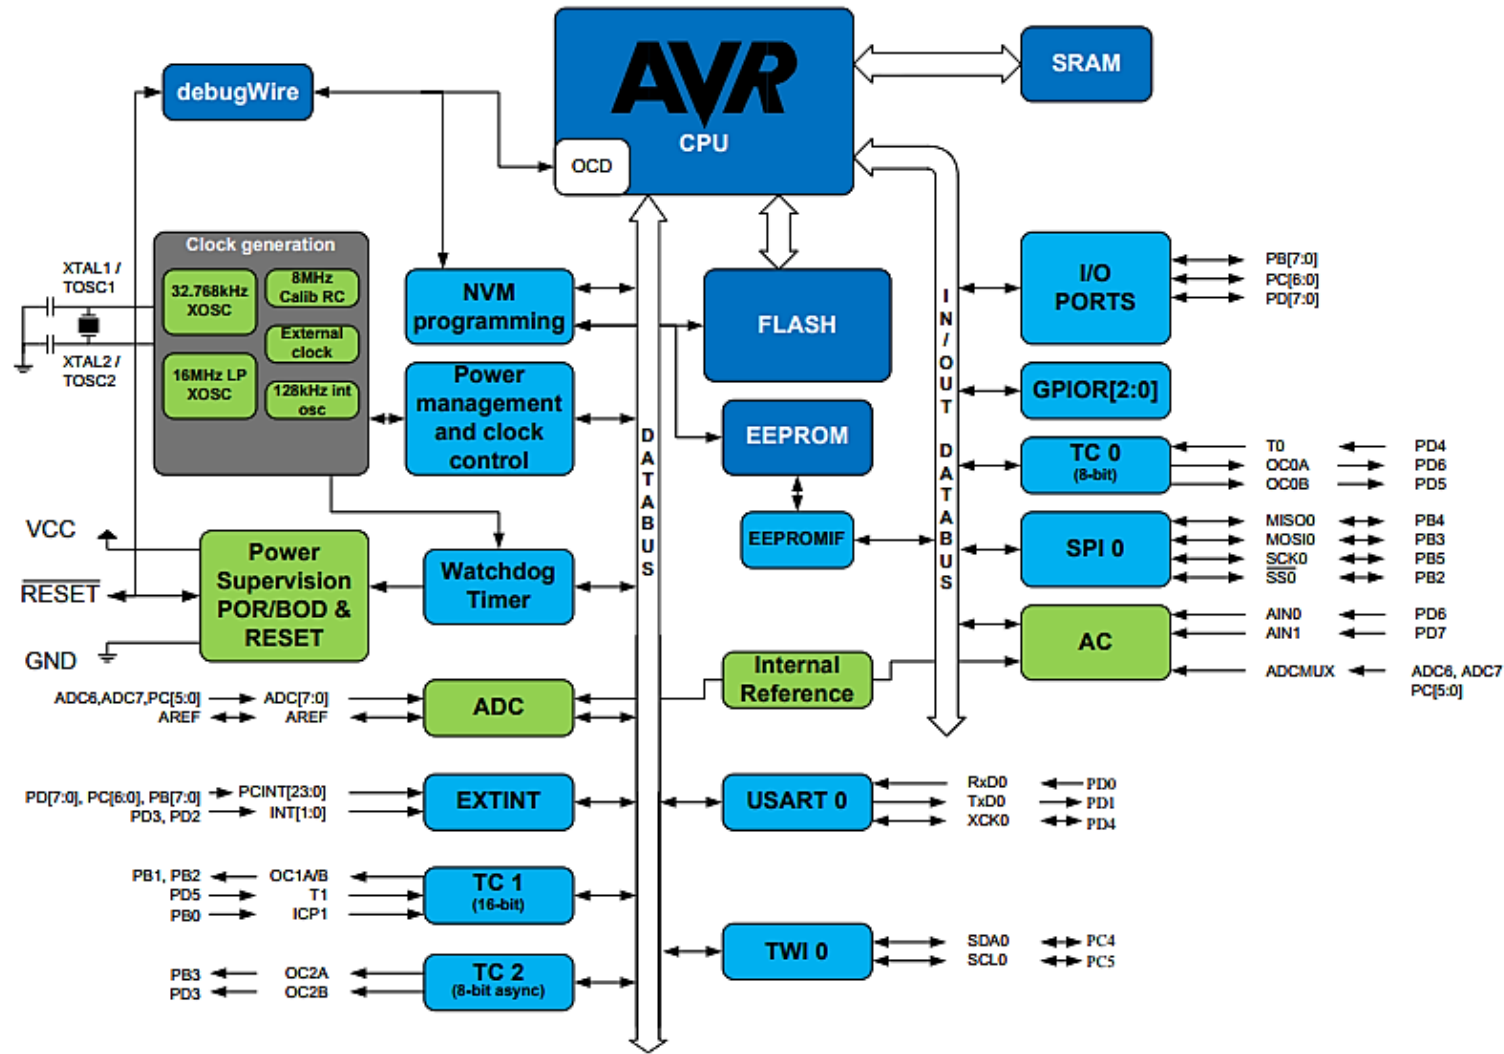 AVR
CPU
OCD
SRAM
debugWire
Clock generation
32.768kHz
XOSC
8MHz
Calib RC
External
clock
16MHz LP
XOSC
128kHz int
osc
XTAL1 /
TOSC1
XTAL2 /
TOSC2
NVM
programming
Power
management
and clock
control
FLASH
EEPROM
EEPROMIF
DATABUS
IN/OUT DATABUS
I/O
PORTS
PB[7:0]
PC[6:0]
PD[7:0]
GPIOR[2:0]
TC 0
(8-bit)
T0 PD4
OC0A PD6
OC0B PD5
SPI 0
MISO0 PB4
MOSI0 PB3
SCK0 PB5
SS0 PB2
AC
AIN0 PD6
AIN1 PD7
ADCMUX ADC6, ADC7
PC[5:0]
VCC
RESET
GND
Power
Supervision
POR/BOD &
RESET
Watchdog
Timer
Internal
Reference
ADC6,ADC7,PC[5:0] ADC[7:0]
AREF AREF
ADC
PD[7:0], PC[6:0], PB[7:0] PCINT[23:0]
PD3, PD2 INT[1:0]
EXTINT
USART 0
RxD0 PD0
TxD0 PD1
XCK0 PD4
PB1, PB2 OC1A/B
PD5 T1
PB0 ICP1
TC 1
(16-bit)
TWI 0
SDA0 PC4
SCL0 PC5
PB3 OC2A
PD3 OC2B
TC 2
(8-bit async)